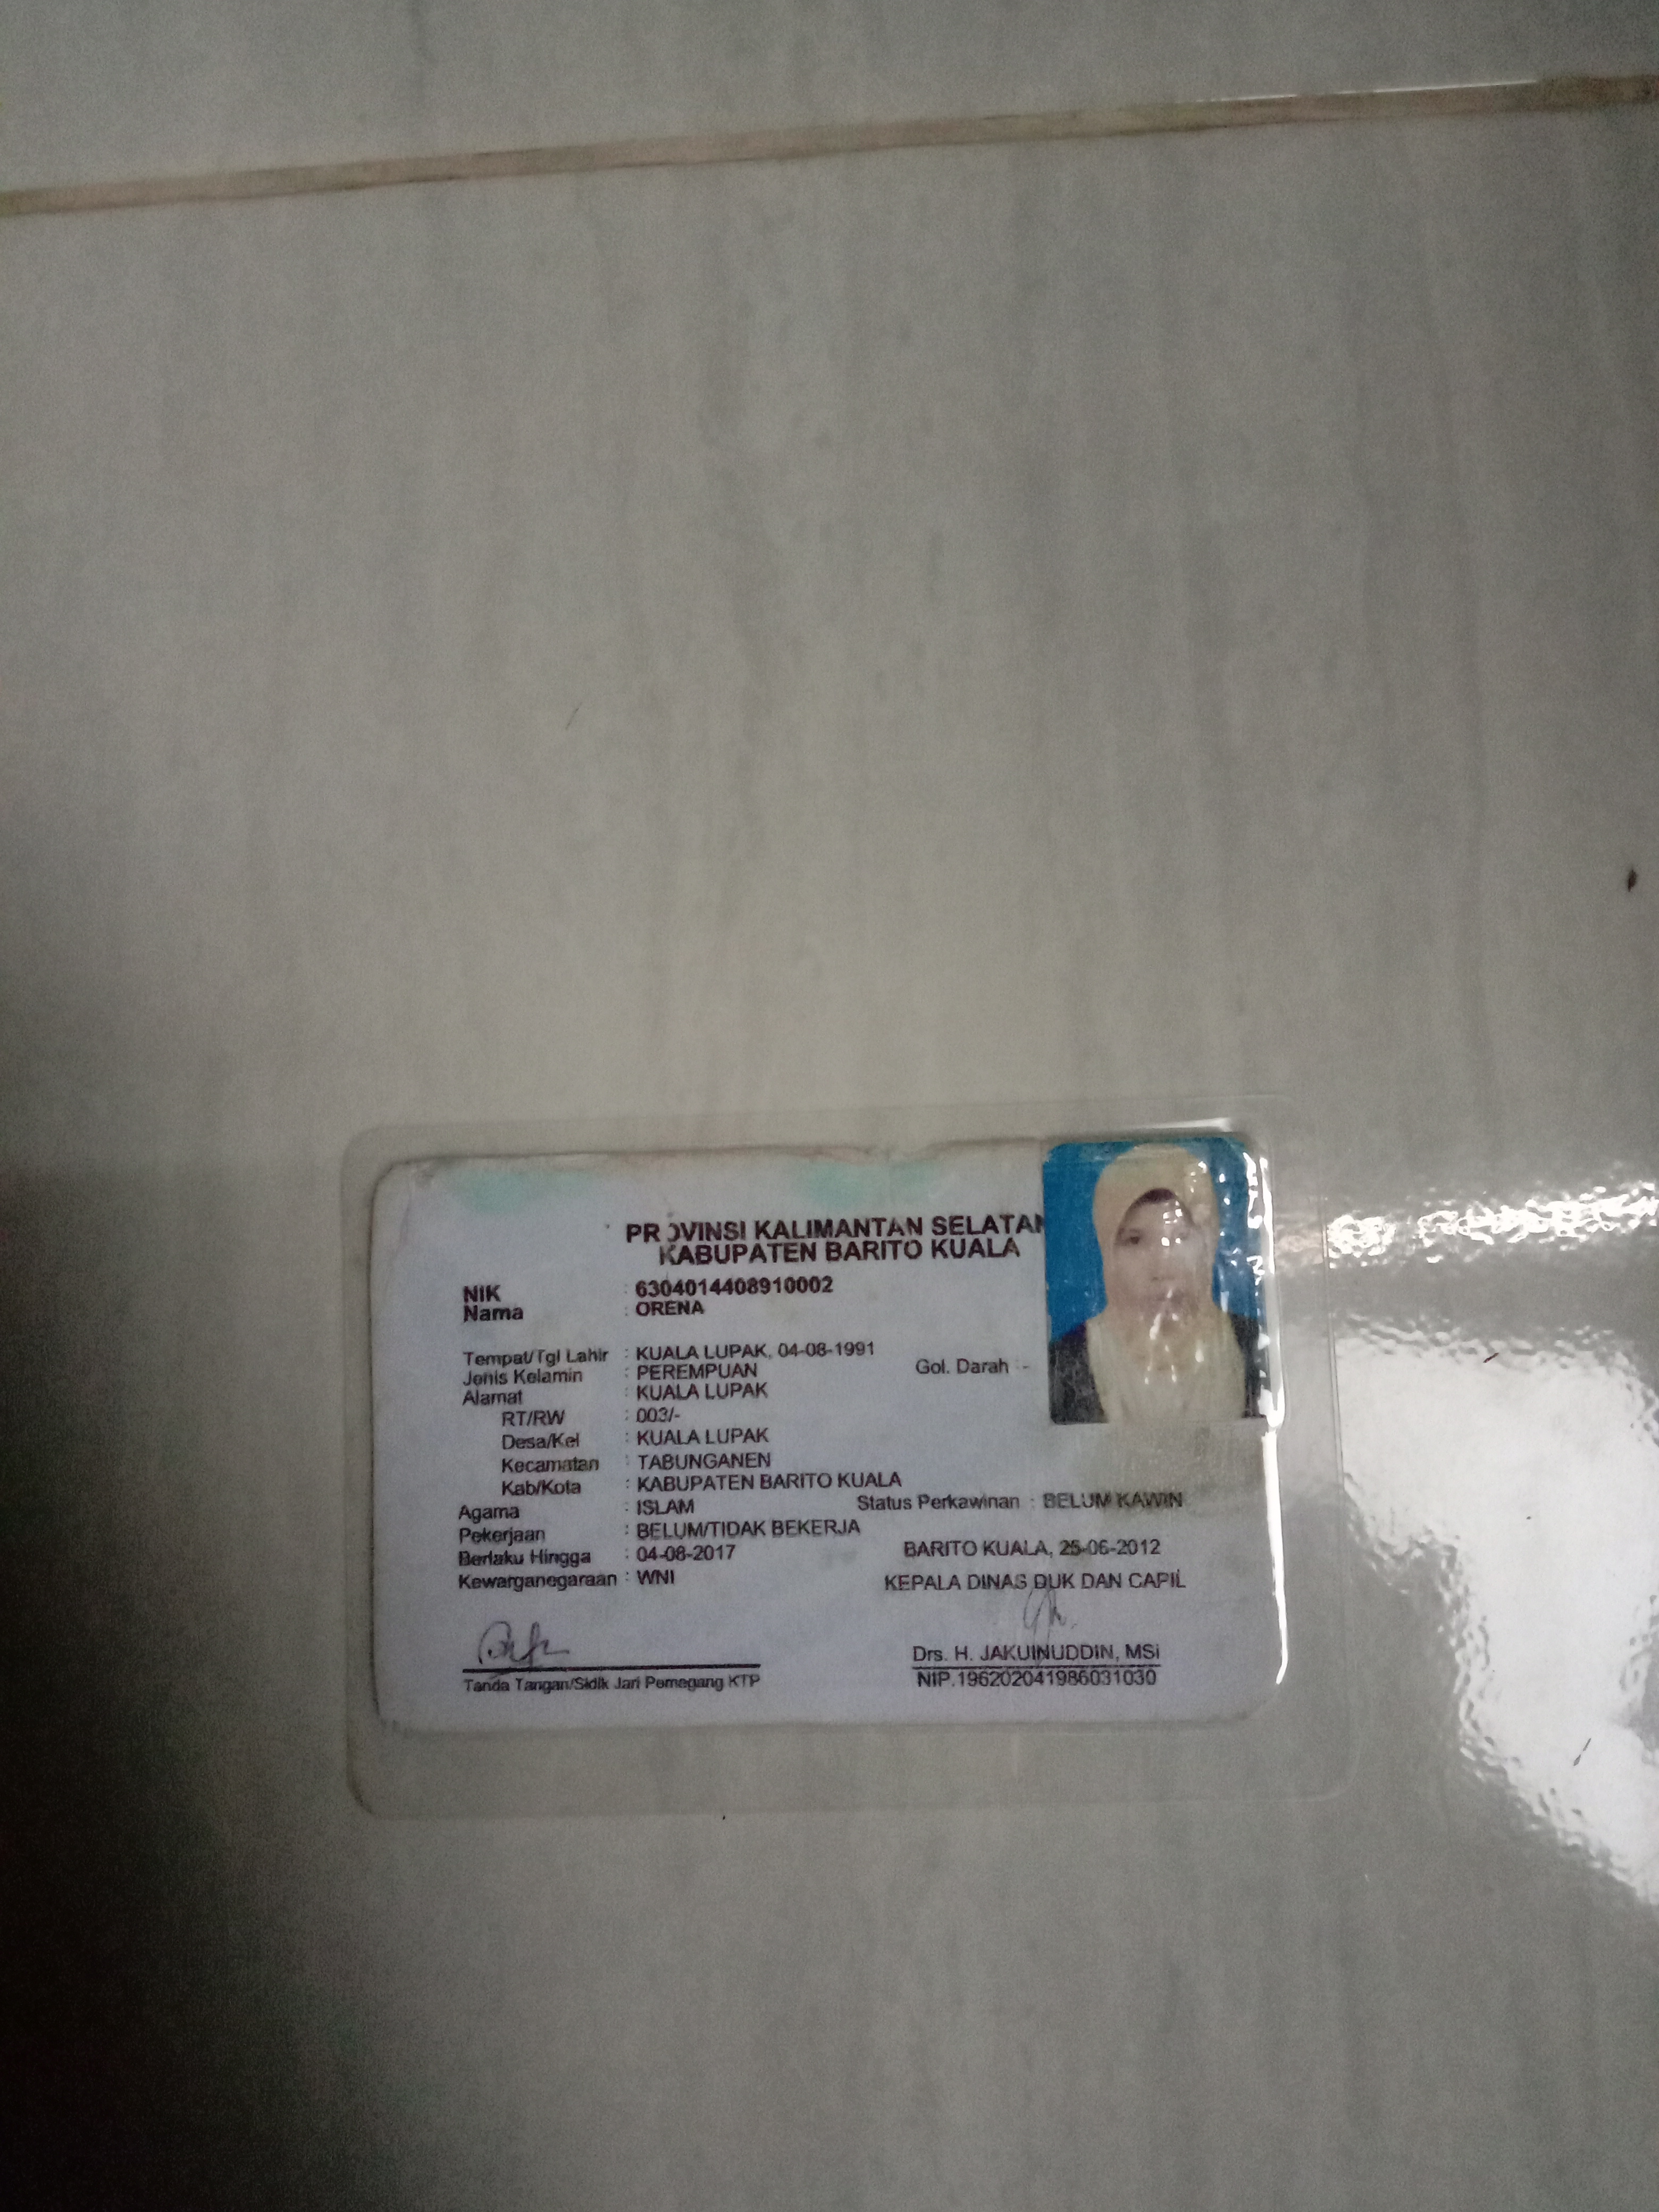 PROVINSI KALIMANTAN SELATAN
KABUPATEN BARITO KUALA
NIK : 6304014408910002
Nama : ORENA
Tempat/Tgl Lahir : KUALA LUPAK, 04-08-1991
Jenis Kelamin : PEREMPUAN Gol. Darah : -
Alamat : KUALA LUPAK
RT/RW : 003/-
Desa/Kel : KUALA LUPAK
Kecamatan : TABUNGANEN
Kab/Kota : KABUPATEN BARITO KUALA
Agama : ISLAM Status Perkawinan : BELUM KAWIN
Pekerjaan : BELUM/TIDAK BEKERJA
Berlaku Hingga : 04-08-2017 BARITO KUALA, 25-06-2012
Kewarganegaraan : WNI KEPALA DINAS DUK DAN CAPIL
Drs. H. JAKUINUDDIN, MSi
Tanda Tangan/Sidik Jari Pemegang KTP NIP.196202041986031030